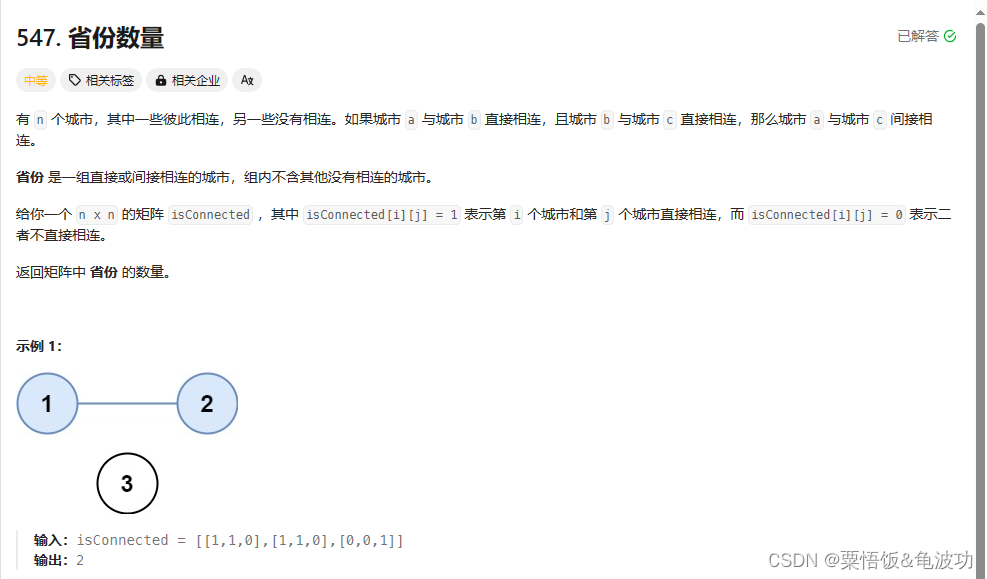 547. 省份数量
已解答
中等 相关标签 相关企业 Aあ
有 n 个城市，其中一些彼此相连，另一些没有相连。如果城市 a 与城市 b 直接相连，且城市 b 与城市 c 直接相连，那么城市 a 与城市 c 间接相
连。
省份 是一组直接或间接相连的城市，组内不含其他没有相连的城市。
给你一个 n x n 的矩阵 isConnected ，其中 isConnected[i][j] = 1 表示第 i 个城市和第 j 个城市直接相连，而 isConnected[i][j] = 0 表示二
者不直接相连。
返回矩阵中 省份 的数量。
示例 1：
1 2
3
输入：isConnected = [[1,1,0],[1,1,0],[0,0,1]]
输出：2
CSDN @粟悟饭&龟波功